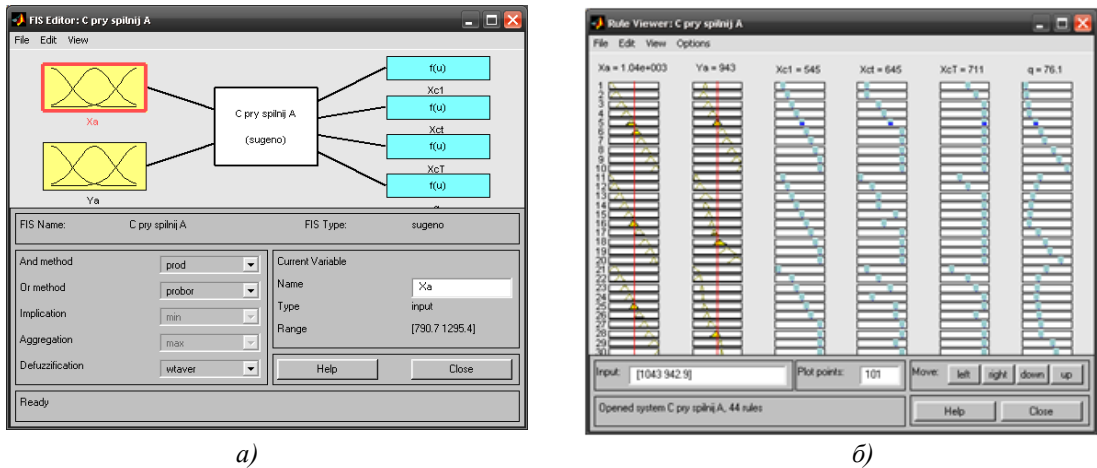 FIS Editor: C pry spilnij A
File Edit View
f(u)
Xc1
f(u)
Xct
f(u)
XcT
f(u)
Xa
C pry spilnij A
(sugeno)
Ya
FIS Name: C pry spilnij A FIS Type: sugeno
And method prod
Or method probor
Implication min
Aggregation max
Defuzzification wtaver
Current Variable
Name Xa
Type input
Range [790.7 1295.4]
Help Close
Ready
а)
Rule Viewer: C pry spilnij A
File Edit View Options
Xa = 1.04e+003 Ya = 943 Xc1 = 545 Xct = 645 XcT = 711 q = 76.1
1
2
3
4
5
6
7
8
9
10
11
12
13
14
15
16
17
18
19
20
21
22
23
24
25
26
27
28
29
30
Input: [1043 942.9] Plot points: 101 Move: left right down up
Opened system C pry spilnij A, 44 rules
Help Close
б)